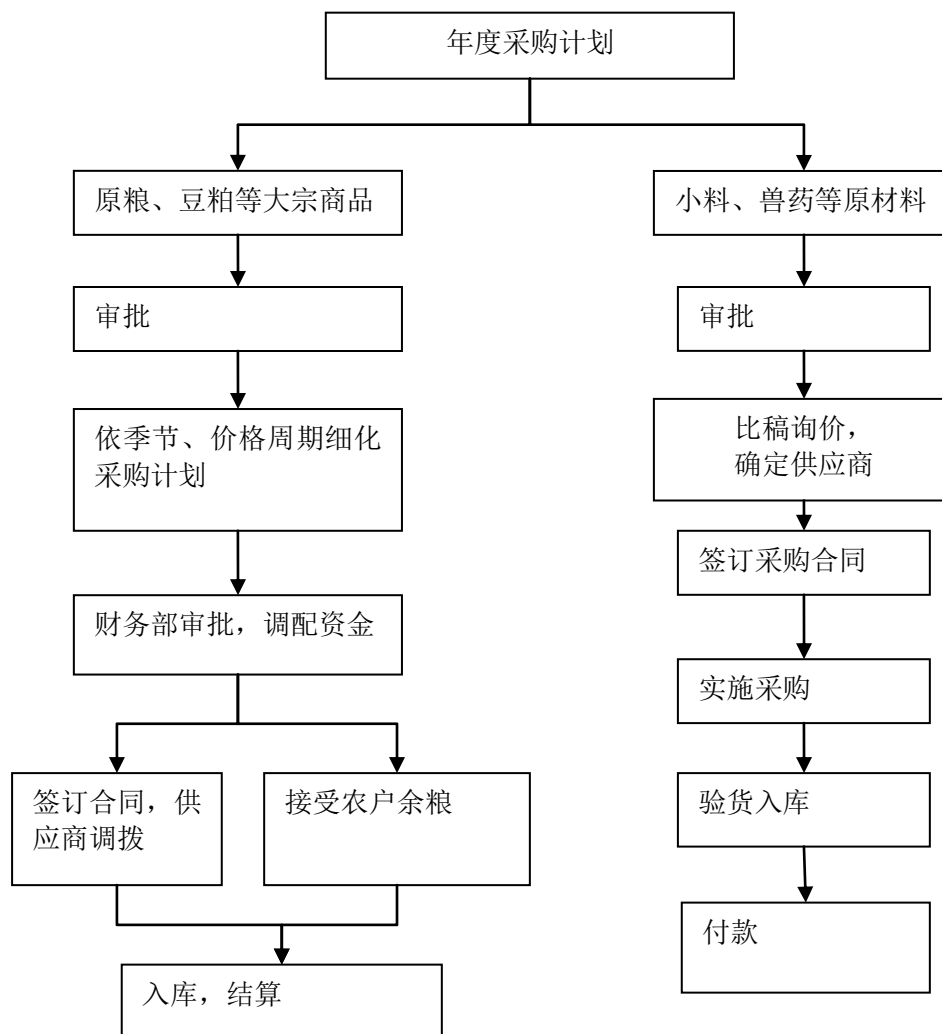 年度采购计划
原粮、豆粕等大宗商品
小料、兽药等原材料
审批
审批
依季节、价格周期细化
采购计划
比稿询价，
确定供应商
签订采购合同
财务部审批，调配资金
实施采购
签订合同，供
应商调拨
接受农户余粮
验货入库
付款
入库，结算